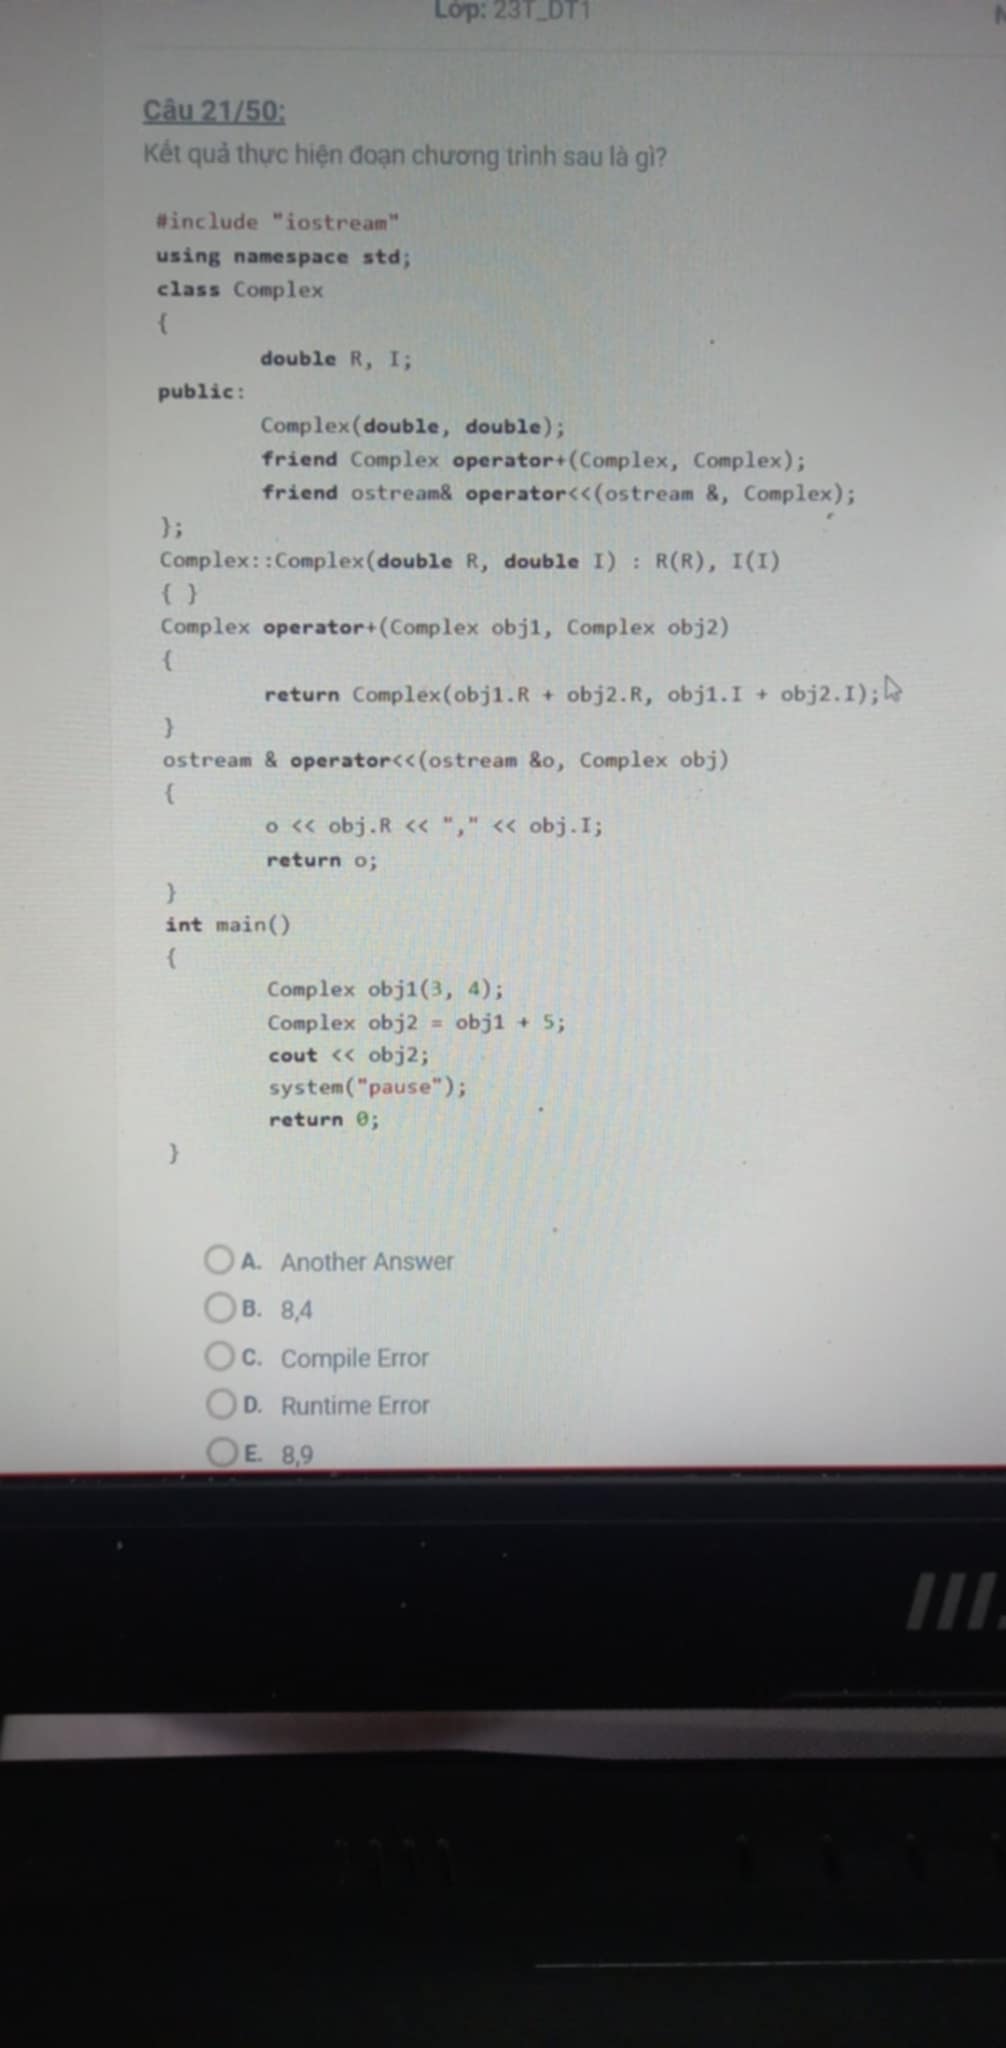 Lớp: 23T_DT1
Câu 21/50:
Kết quả thực hiện đoạn chương trình sau là gì?
#include "iostream"
using namespace std;
class Complex
{
double R, I;
public:
Complex(double, double);
friend Complex operator+(Complex, Complex);
friend ostream& operator<<(ostream &, Complex);
};
Complex::Complex(double R, double I) : R(R), I(I)
{ }
Complex operator+(Complex obj1, Complex obj2)
{
return Complex(obj1.R + obj2.R, obj1.I + obj2.I);
}
ostream & operator<<(ostream &o, Complex obj)
{
o << obj.R << "," << obj.I;
return o;
}
int main()
{
Complex obj1(3, 4);
Complex obj2 = obj1 + 5;
cout << obj2;
system("pause");
return 0;
}
A. Another Answer
B. 8,4
C. Compile Error
D. Runtime Error
E. 8,9